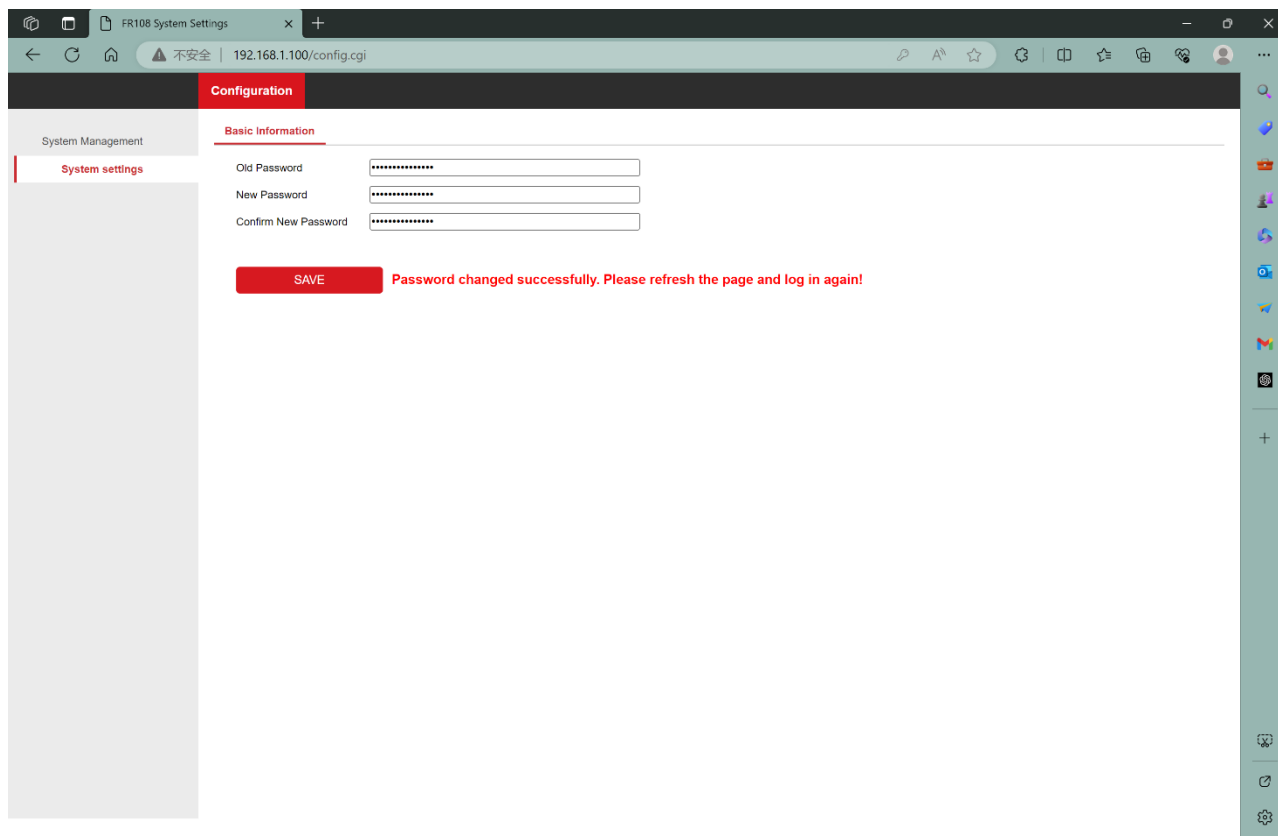 FR108 System Settings
不安全 192.168.1.100/config.cgi
Configuration
System Management
System settings
Basic Information
Old Password •••••••••••••••
New Password •••••••••••••••
Confirm New Password •••••••••••••••
SAVE Password changed successfully. Please refresh the page and log in again!